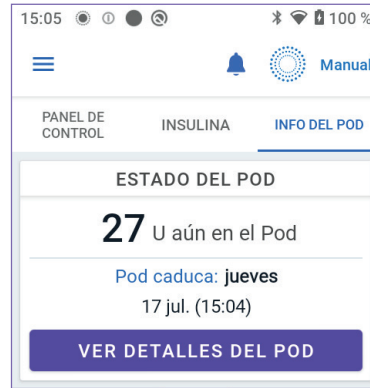 15:05 100 %
Manual
PANEL DE
CONTROL
INSULINA
INFO DEL POD
ESTADO DEL POD
27 U aún en el Pod
Pod caduca: jueves
17 jul. (15:04)
VER DETALLES DEL POD